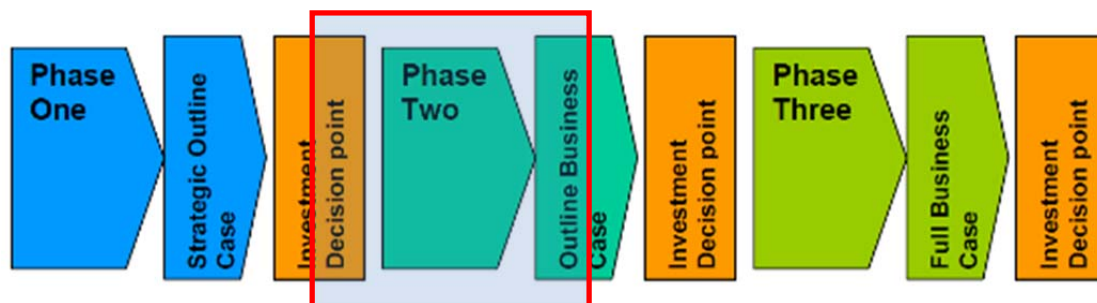 Phase
One
Strategic Outline
Case
Investment
Decision point
Phase
Two
Outline Business
Case
Investment
Decision point
Phase
Three
Full Business
Case
Investment
Decision point